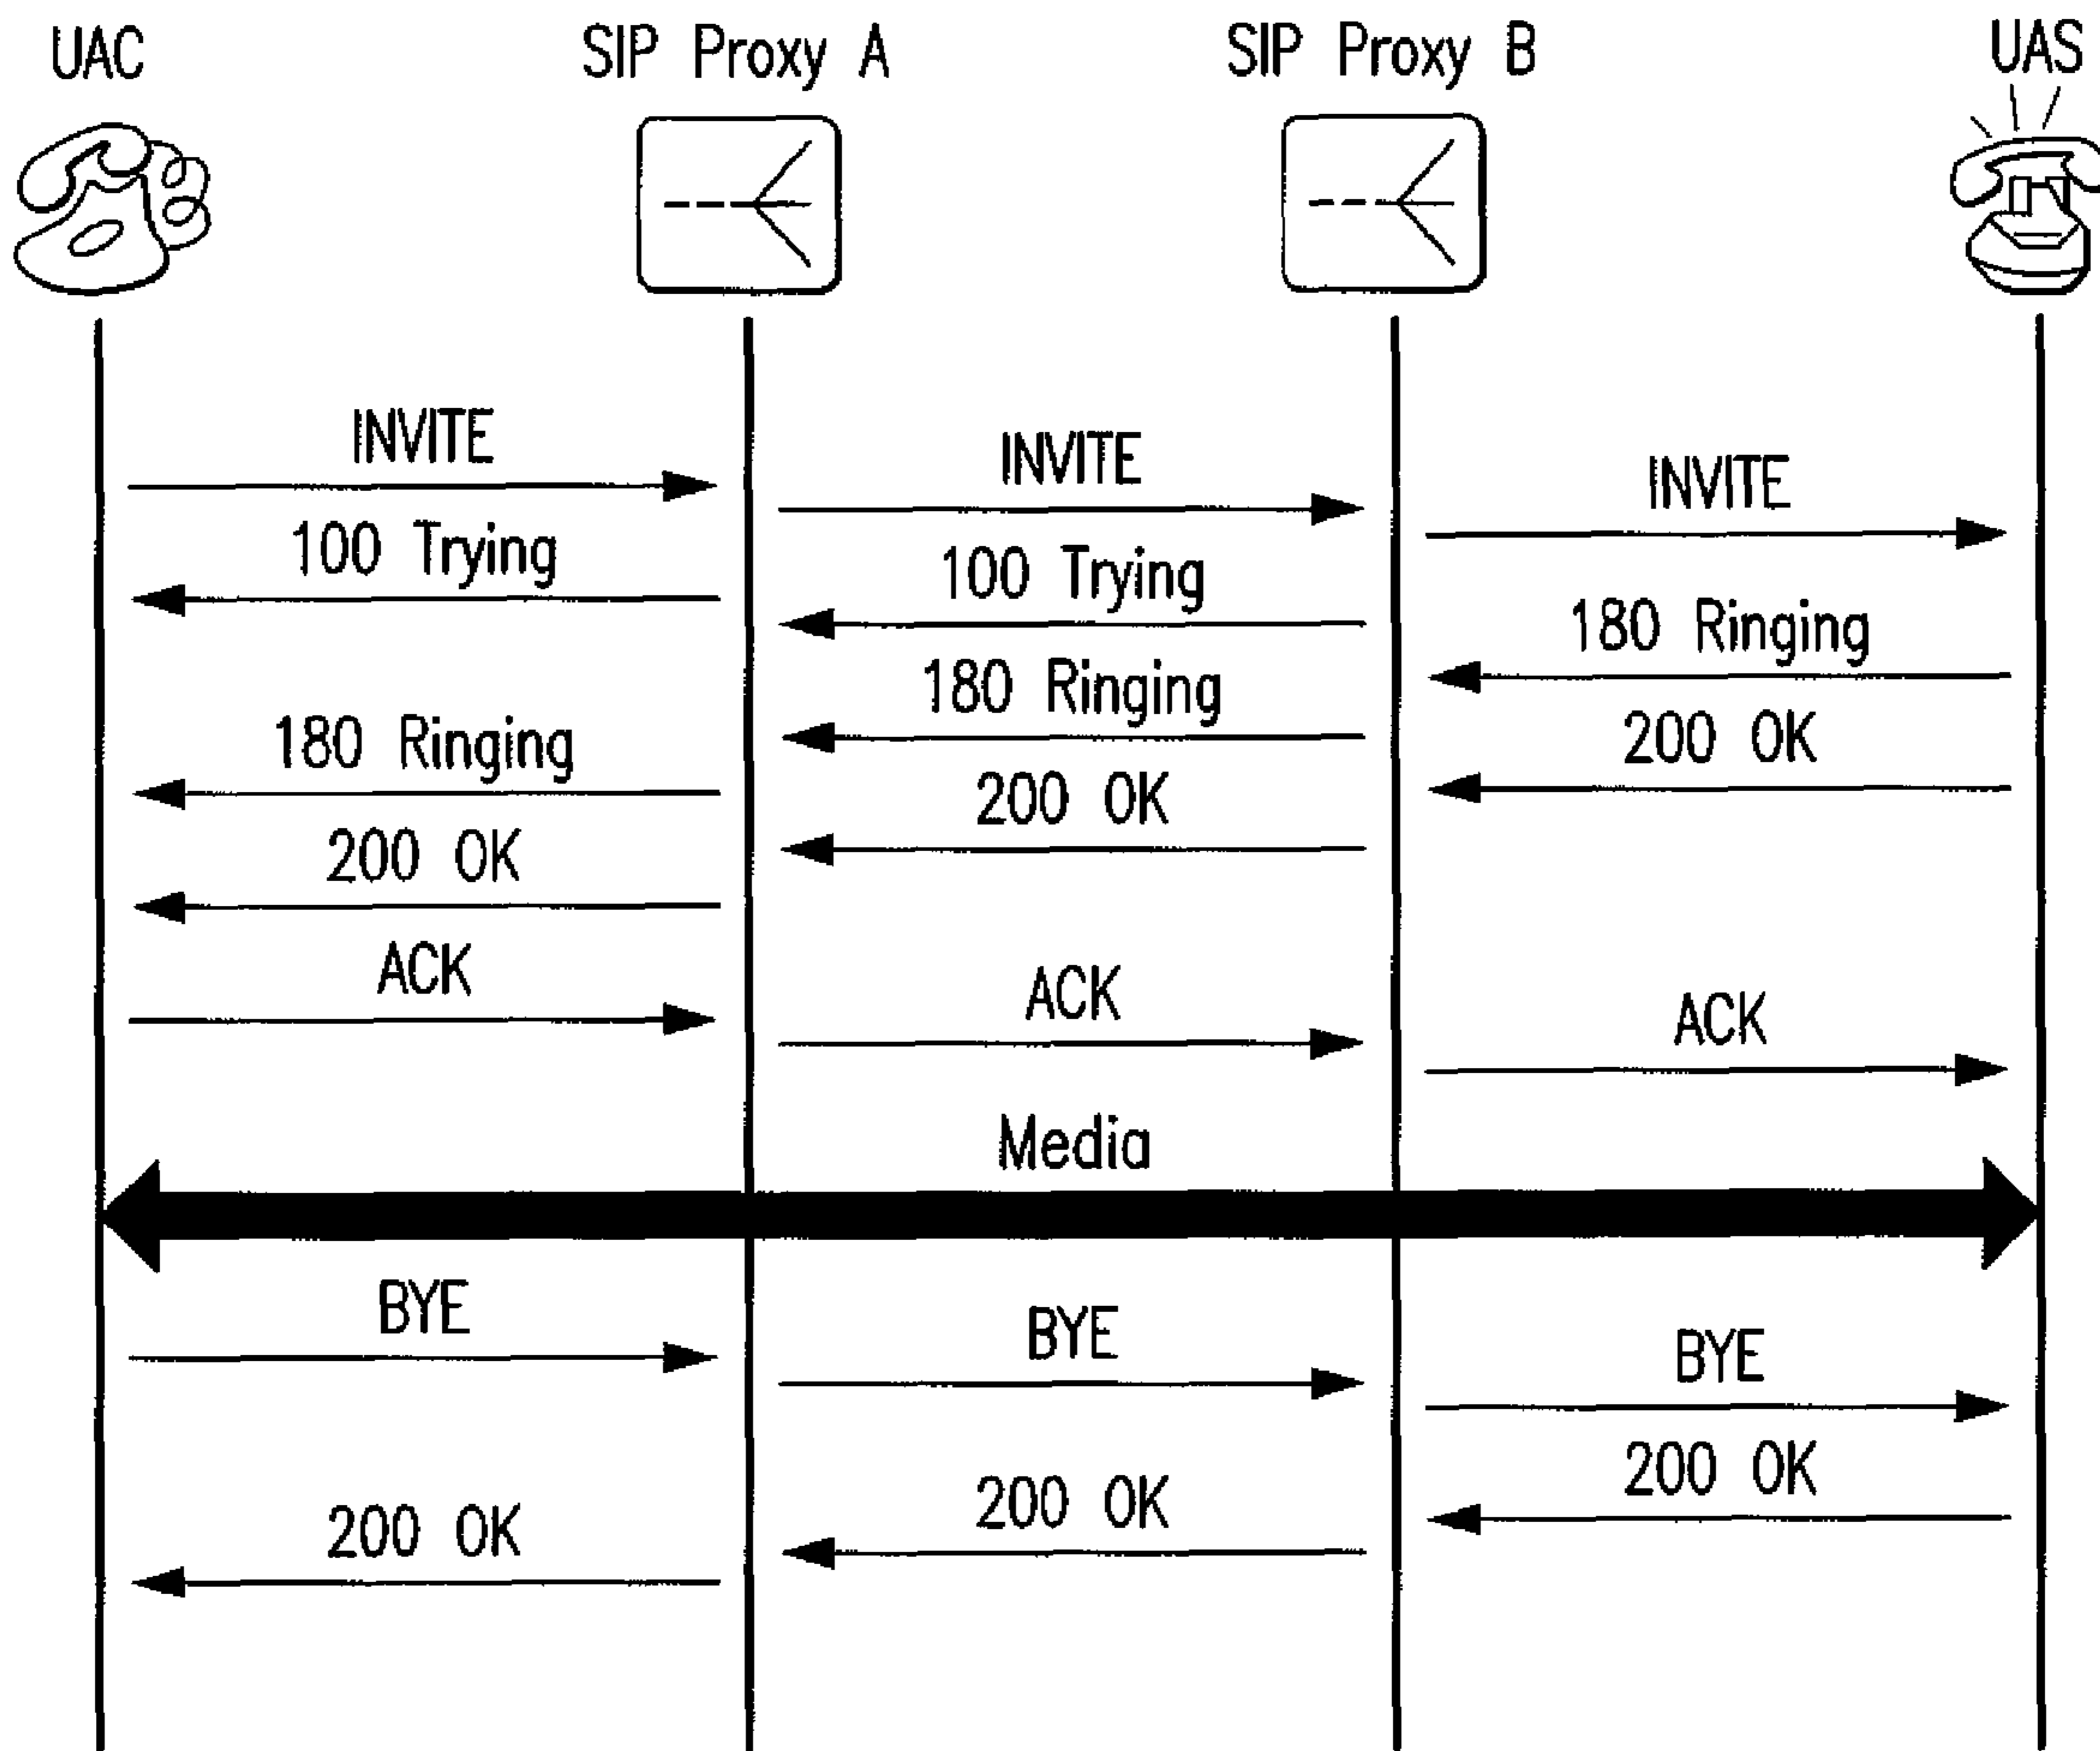 UAC
SIP Proxy A
SIP Proxy B
UAS
INVITE
INVITE
INVITE
100 Trying
100 Trying
180 Ringing
180 Ringing
180 Ringing
200 OK
200 OK
200 OK
ACK
ACK
ACK
Media
BYE
BYE
BYE
200 OK
200 OK
200 OK